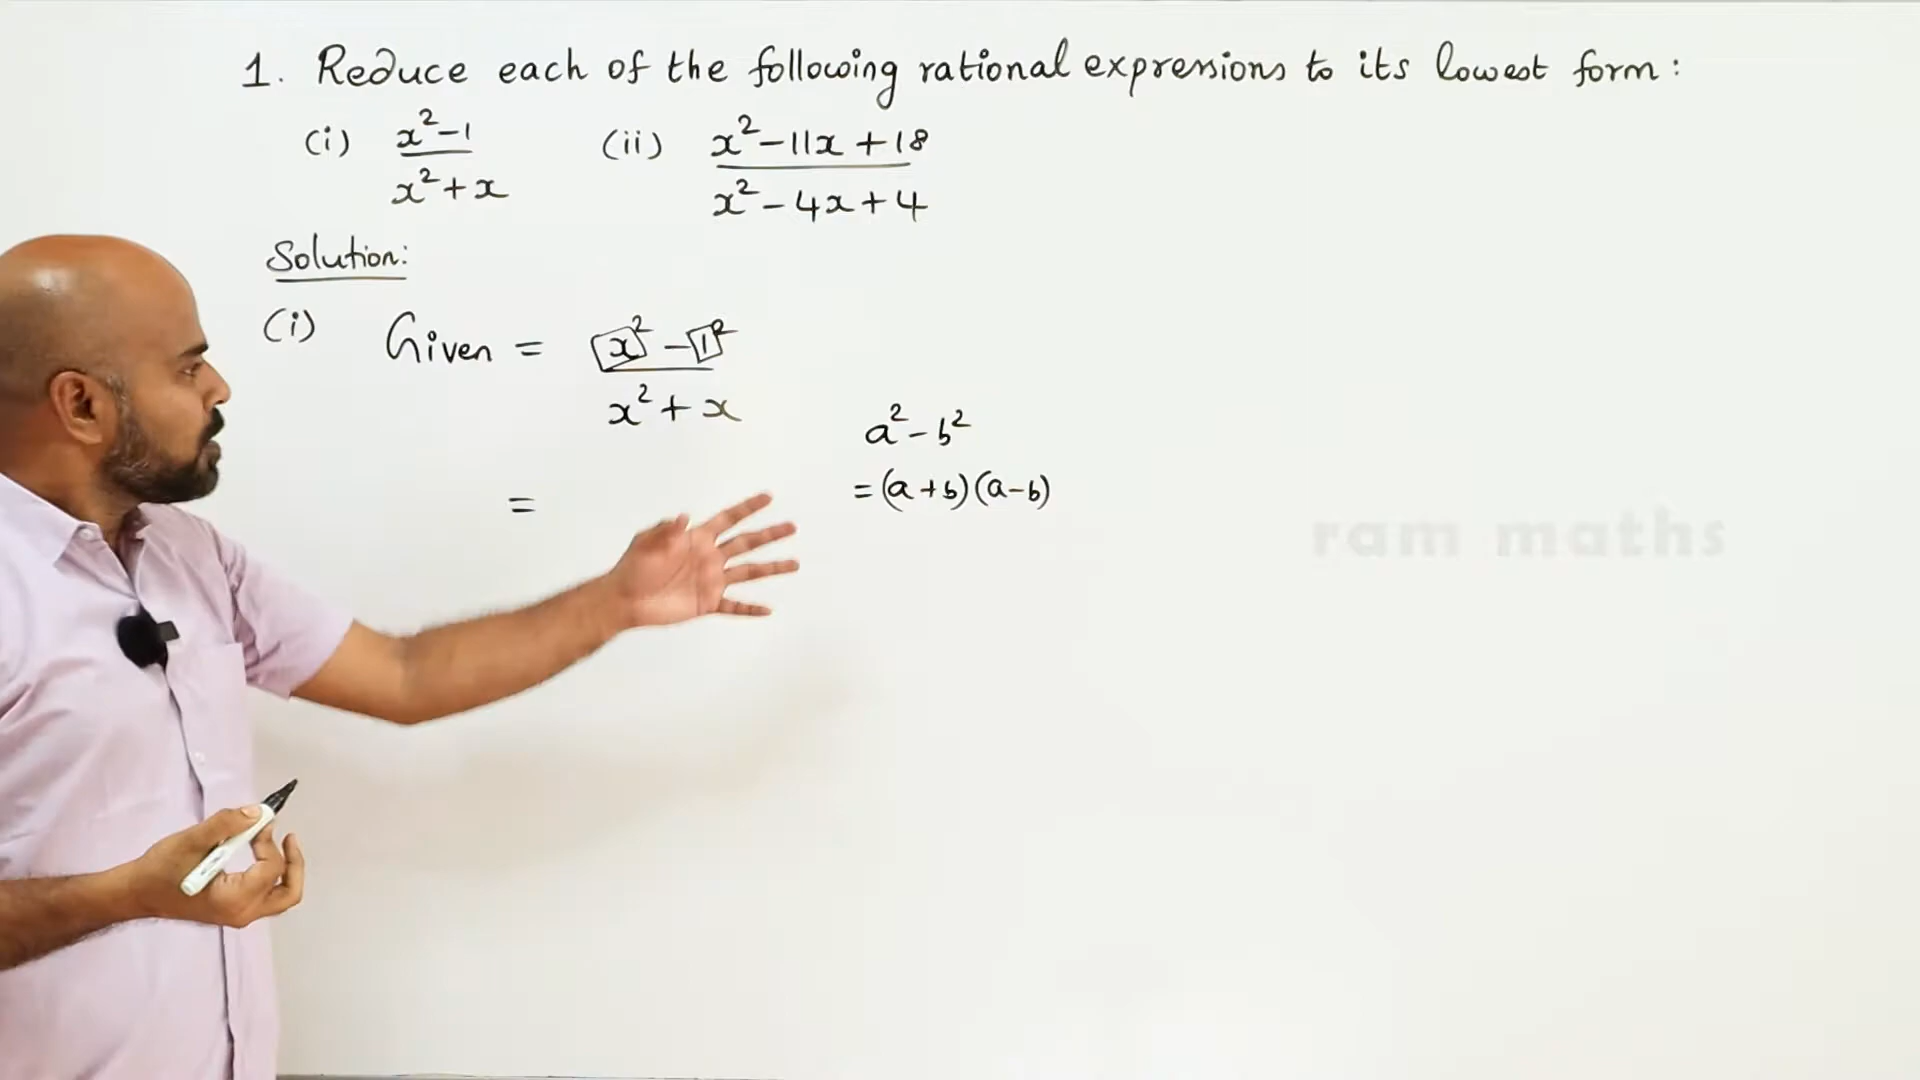 1. Reduce each of the following rational expressions to its lowest form:
(i) x²-1 / x²+x (ii) x²-11x+18 / x²-4x+4
Solution:
(i) Given = x²-1² / x²+x
a²-b²
= (a+b)(a-b)
=
ram maths